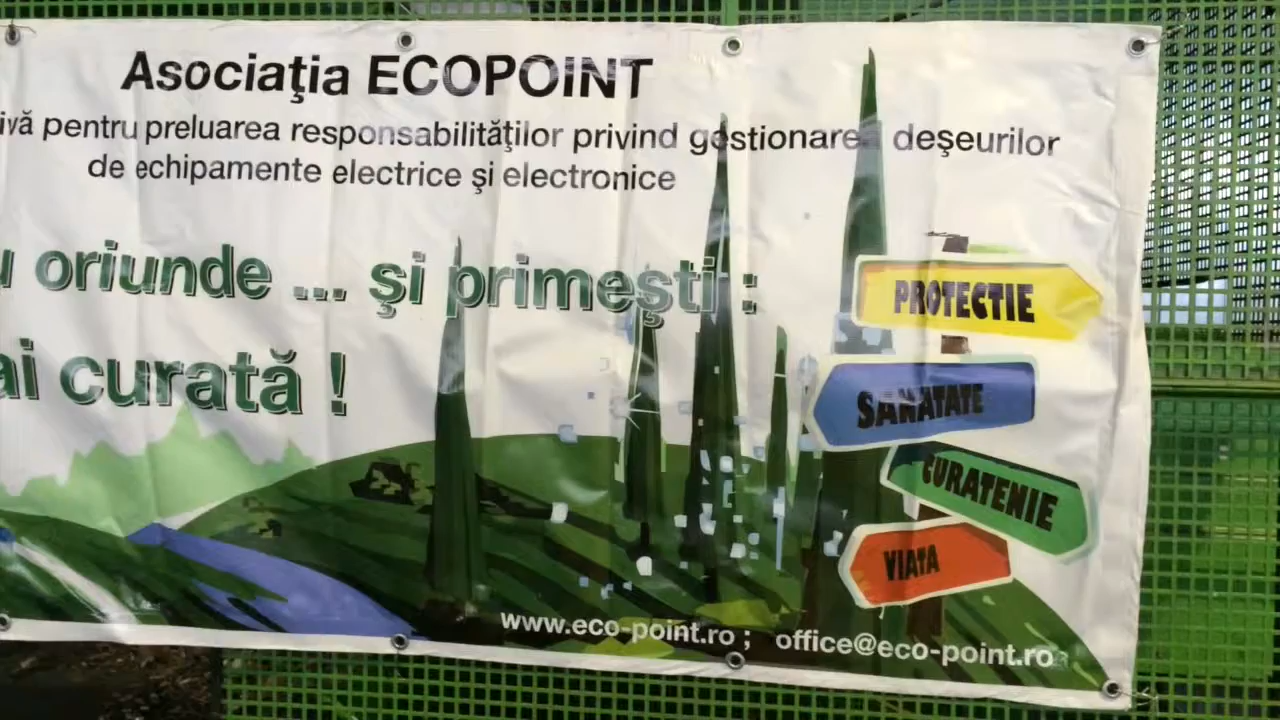 Asociaţia ECOPOINT
ivă pentru preluarea responsabilităţilor privind gestionarea deşeurilor
de echipamente electrice şi electronice
oriunde ... şi primeşti :
ai curată !
PROTECTIE
SANATATE
CURATENIE
VIATA
www.eco-point.ro ; office@eco-point.ro